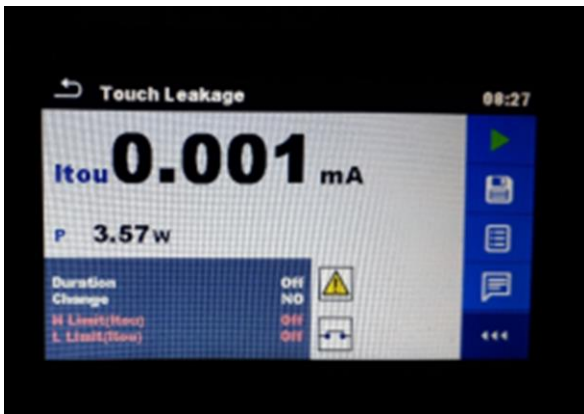 Touch Leakage 08:27
Itou 0.001 mA
P 3.57 W
Duration Off
Change NO
H Limit(Itou) Off
L Limit(Itou) Off